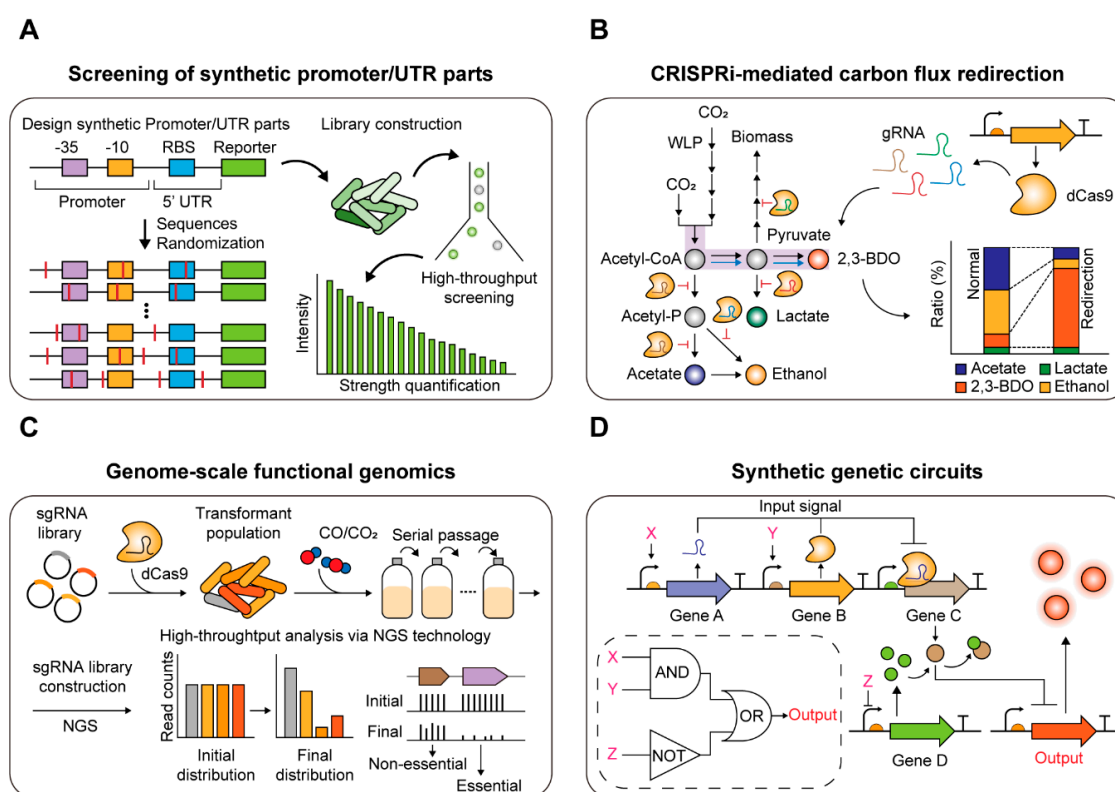 A
Screening of synthetic promoter/UTR parts
Design synthetic Promoter/UTR parts
-35
-10
RBS
Reporter
Promoter
5' UTR
Sequences
Randomization
Library construction
High-throughput
screening
Intensity
Strength quantification
B
CRISPRi-mediated carbon flux redirection
CO₂
WLP
CO₂
Biomass
gRNA
dCas9
Pyruvate
Acetyl-CoA
2,3-BDO
Acetyl-P
Lactate
Acetate
Ethanol
Ratio (%)
Normal
Redirection
Acetate
Lactate
2,3-BDO
Ethanol
C
Genome-scale functional genomics
sgRNA
library
dCas9
Transformant
population
CO/CO₂
Serial passage
High-throughtput analysis via NGS technology
sgRNA library
construction
NGS
Read counts
Initial
distribution
Final
distribution
Initial
Final
Non-essential
Essential
D
Synthetic genetic circuits
Input signal
X
Y
Gene A
Gene B
Gene C
X
Y
AND
Z
NOT
OR
Output
Z
Gene D
Output